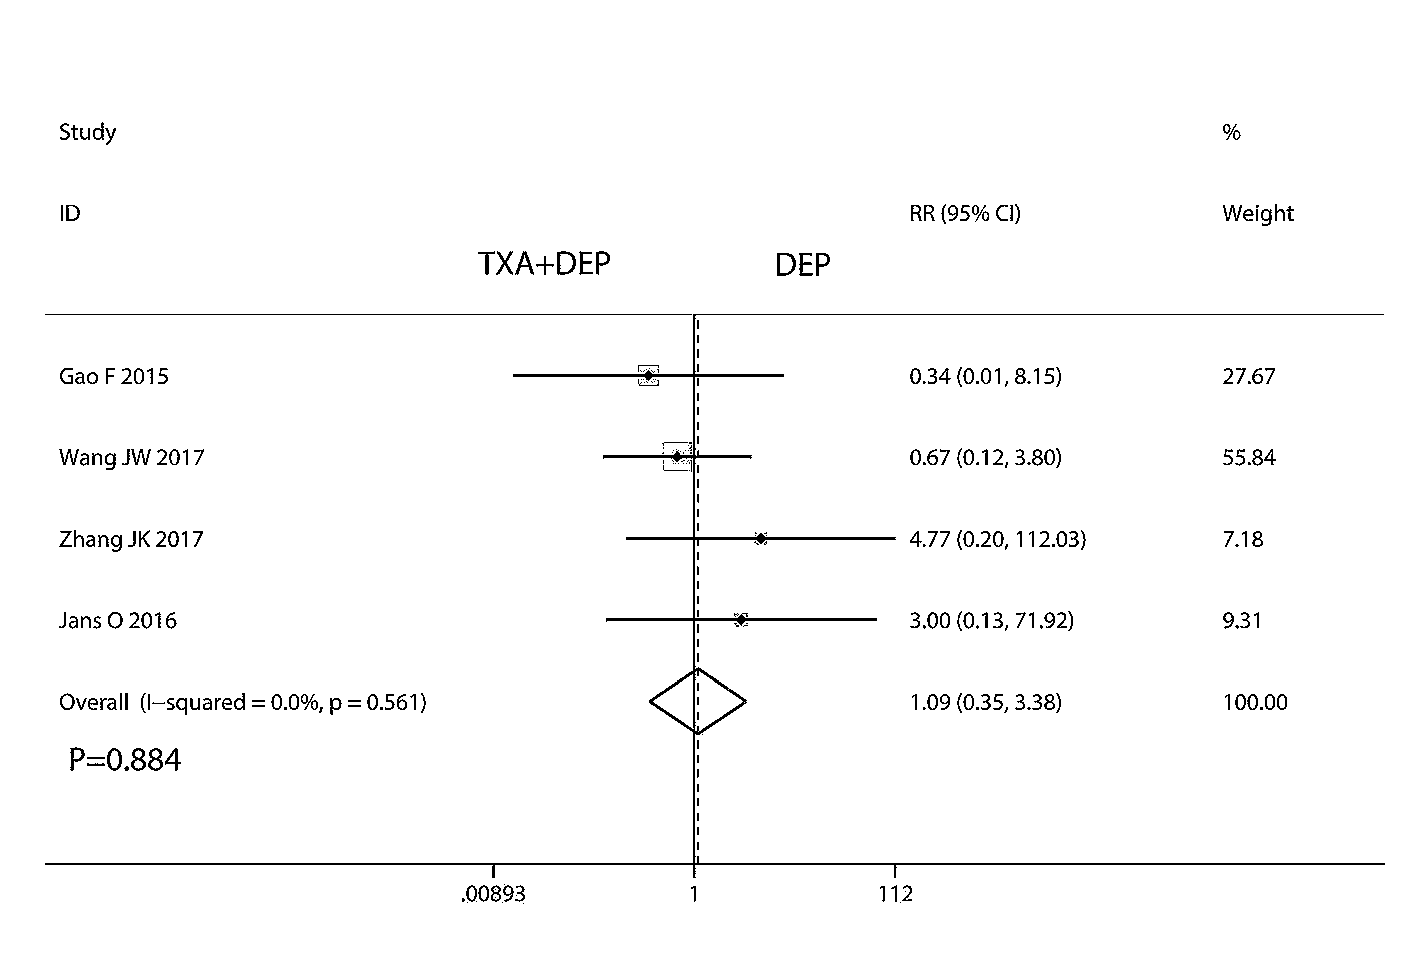 Study %
ID RR (95% CI) Weight
TXA+DEP DEP
Gao F 2015 0.34 (0.01, 8.15) 27.67
Wang JW 2017 0.67 (0.12, 3.80) 55.84
Zhang JK 2017 4.77 (0.20, 112.03) 7.18
Jans O 2016 3.00 (0.13, 71.92) 9.31
Overall (I−squared = 0.0%, p = 0.561) 1.09 (0.35, 3.38) 100.00
P=0.884
.00893 1 112